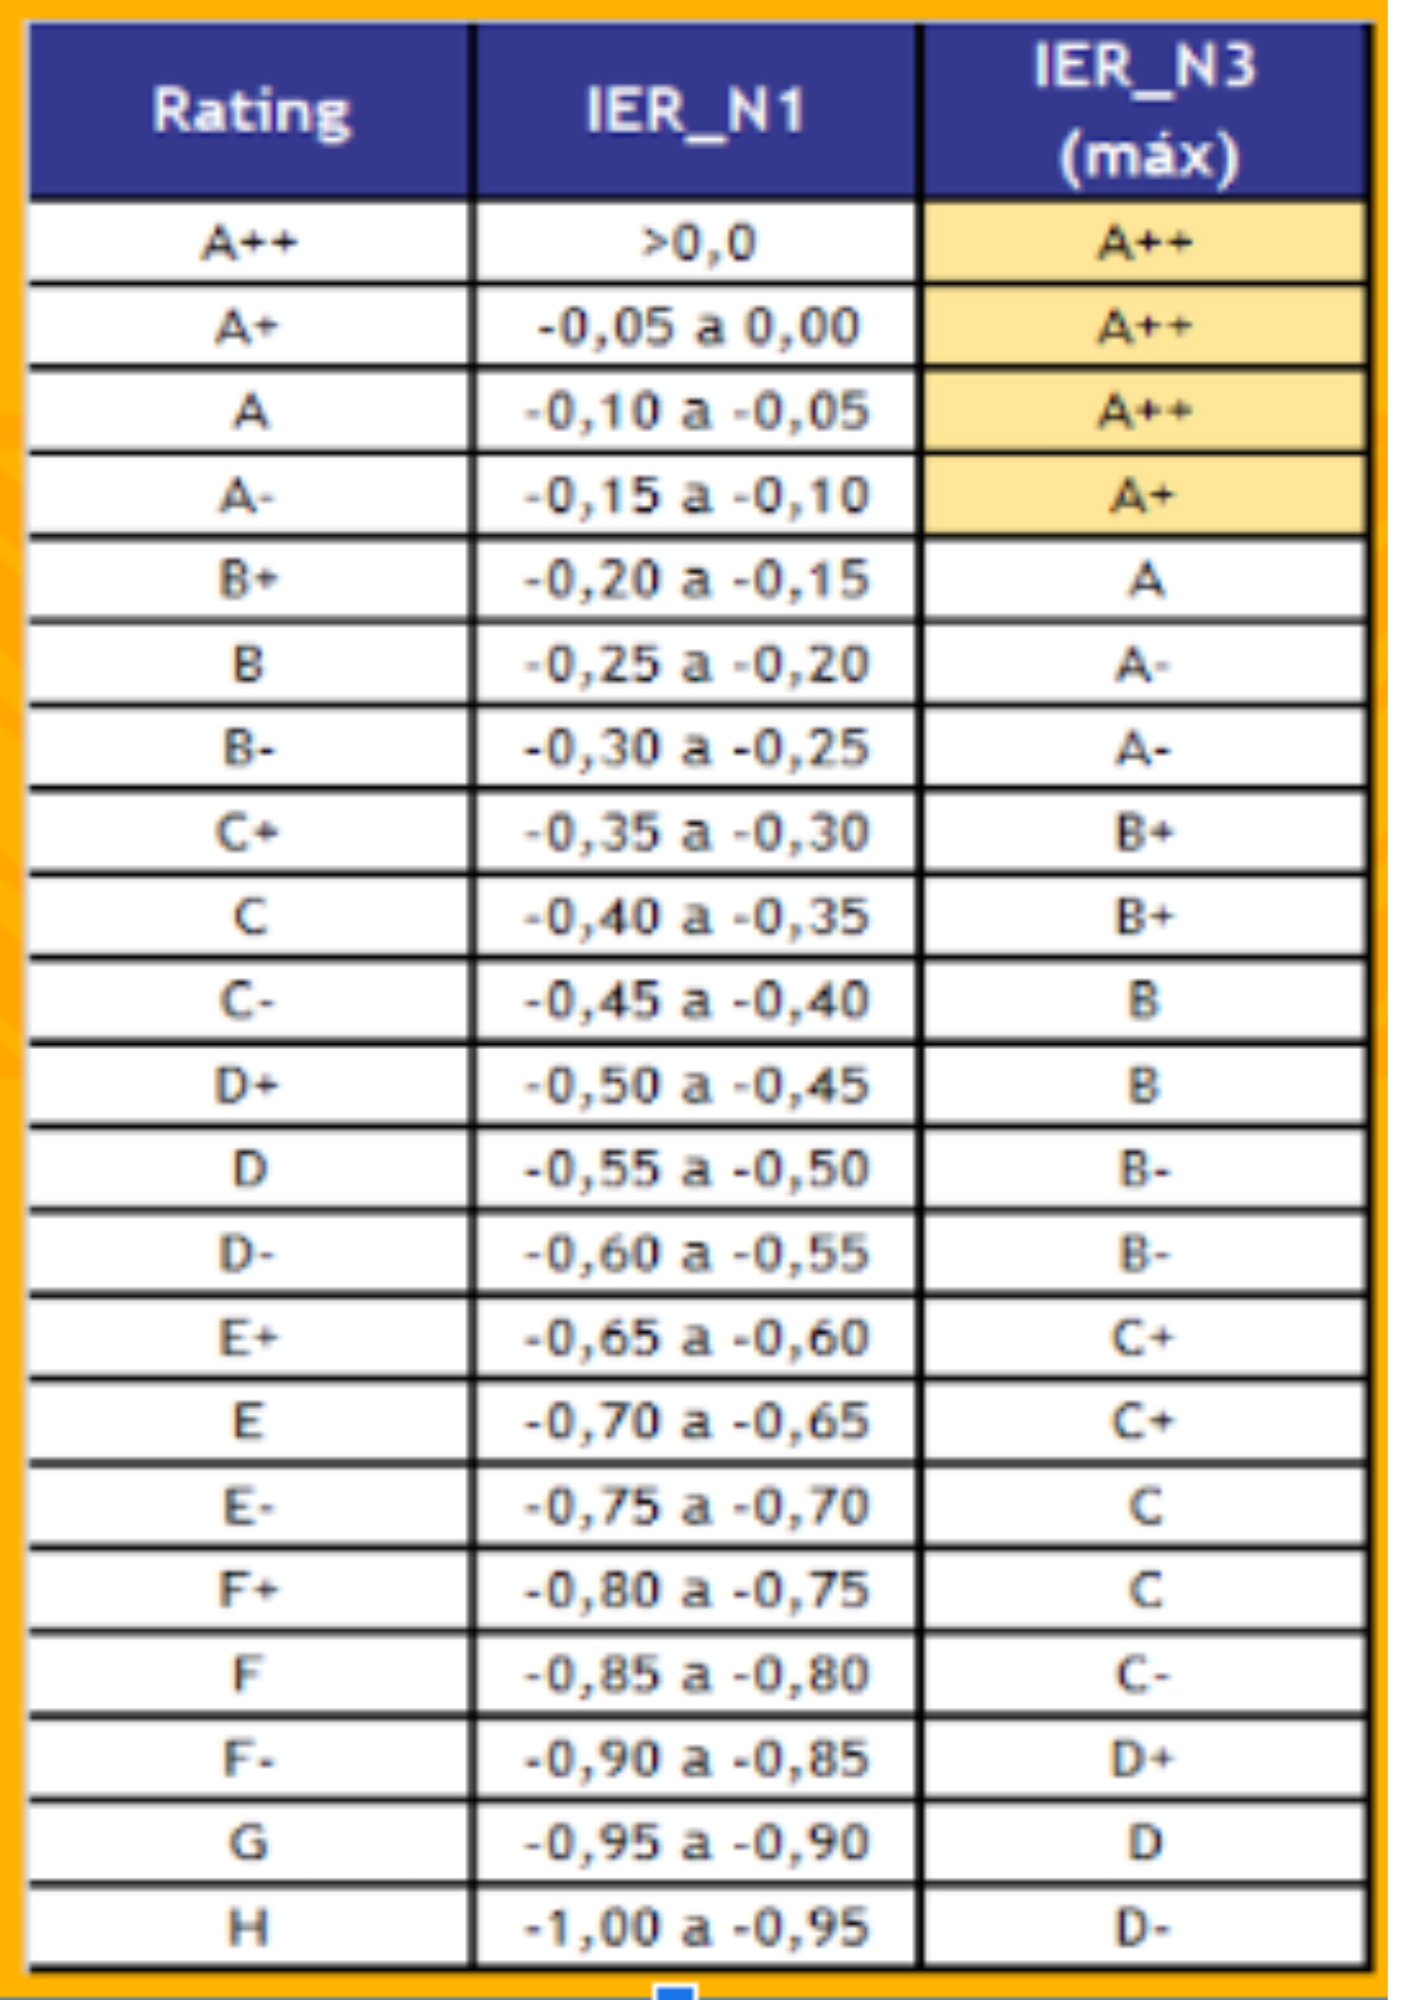 Rating IER_N1 IER_N3 (máx)
A++ >0,0 A++
A+ -0,05 a 0,00 A++
A -0,10 a -0,05 A++
A- -0,15 a -0,10 A+
B+ -0,20 a -0,15 A
B -0,25 a -0,20 A-
B- -0,30 a -0,25 A-
C+ -0,35 a -0,30 B+
C -0,40 a -0,35 B+
C- -0,45 a -0,40 B
D+ -0,50 a -0,45 B
D -0,55 a -0,50 B-
D- -0,60 a -0,55 B-
E+ -0,65 a -0,60 C+
E -0,70 a -0,65 C+
E- -0,75 a -0,70 C
F+ -0,80 a -0,75 C
F -0,85 a -0,80 C-
F- -0,90 a -0,85 D+
G -0,95 a -0,90 D
H -1,00 a -0,95 D-